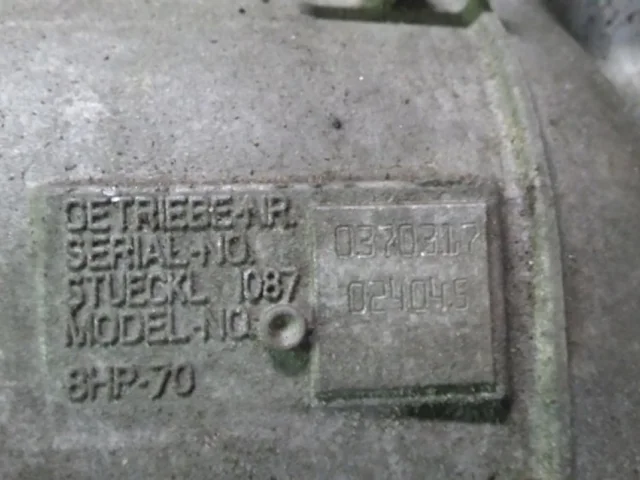 GETRIEBE-NR.
SERIAL-NO.
STUECKL 1087
MODEL-NO.
8HP-70
0370317
024045